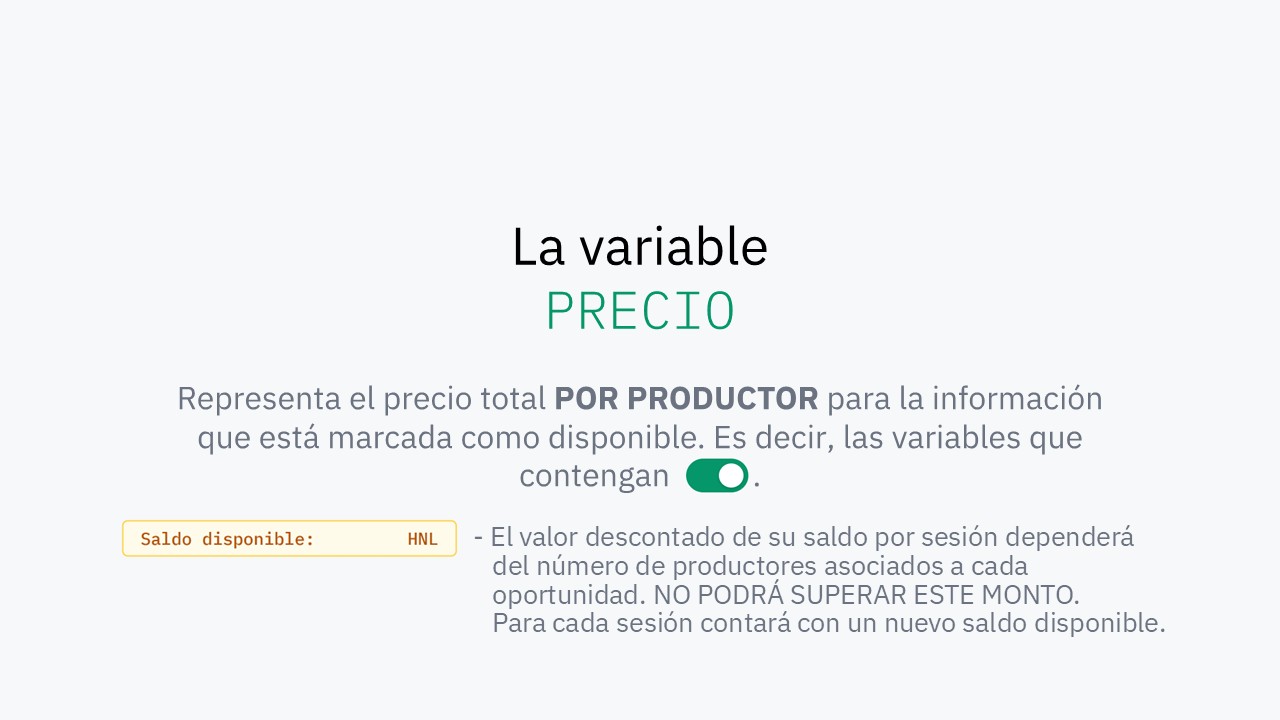 La variable
PRECIO
Representa el precio total POR PRODUCTOR para la información
que está marcada como disponible. Es decir, las variables que
contengan .
Saldo disponible: HNL
- El valor descontado de su saldo por sesión dependerá
del número de productores asociados a cada
oportunidad. NO PODRÁ SUPERAR ESTE MONTO.
Para cada sesión contará con un nuevo saldo disponible.